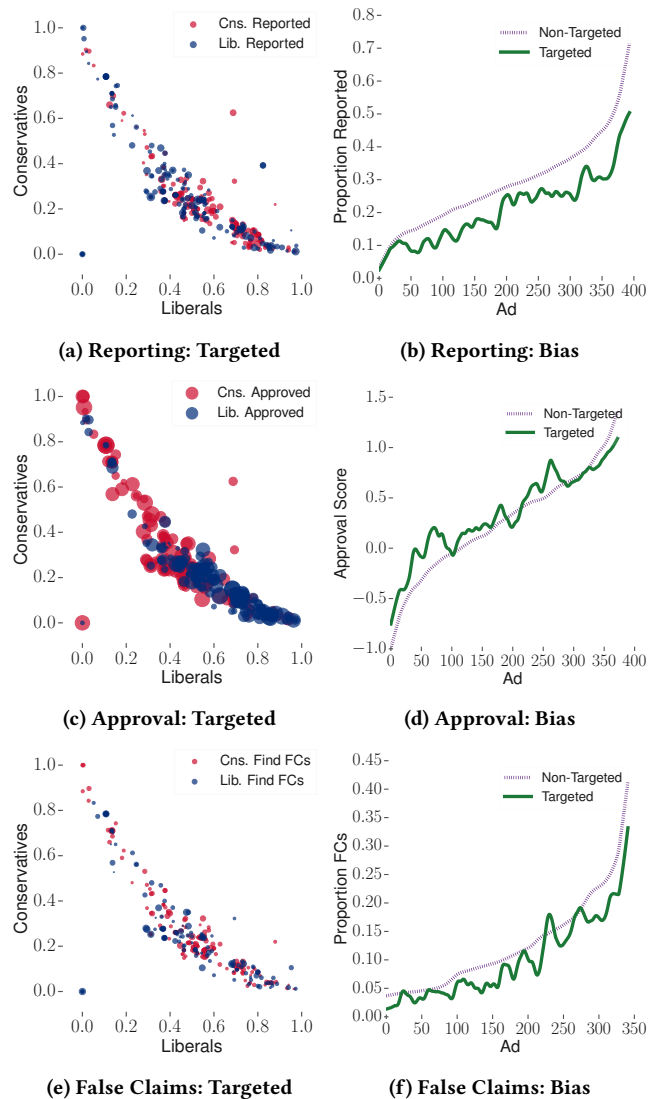 Cns. Reported
Lib. Reported
1.0
0.8
0.6
0.4
0.2
0.0
Conservatives
0.0 0.2 0.4 0.6 0.8 1.0
Liberals
(a) Reporting: Targeted
Non-Targeted
Targeted
0.8
0.7
0.6
0.5
0.4
0.3
0.2
0.1
0.0
Proportion Reported
0 50 100 150 200 250 300 350 400
Ad
(b) Reporting: Bias
Cns. Approved
Lib. Approved
1.0
0.8
0.6
0.4
0.2
0.0
Conservatives
0.0 0.2 0.4 0.6 0.8 1.0
Liberals
(c) Approval: Targeted
Non-Targeted
Targeted
1.5
1.0
0.5
0.0
−0.5
−1.0
Approval Score
0 50 100 150 200 250 300 350 400
Ad
(d) Approval: Bias
Cns. Find FCs
Lib. Find FCs
1.0
0.8
0.6
0.4
0.2
0.0
Conservatives
0.0 0.2 0.4 0.6 0.8 1.0
Liberals
(e) False Claims: Targeted
Non-Targeted
Targeted
0.45
0.40
0.35
0.30
0.25
0.20
0.15
0.10
0.05
0.00
Proportion FCs
0 50 100 150 200 250 300 350
Ad
(f) False Claims: Bias